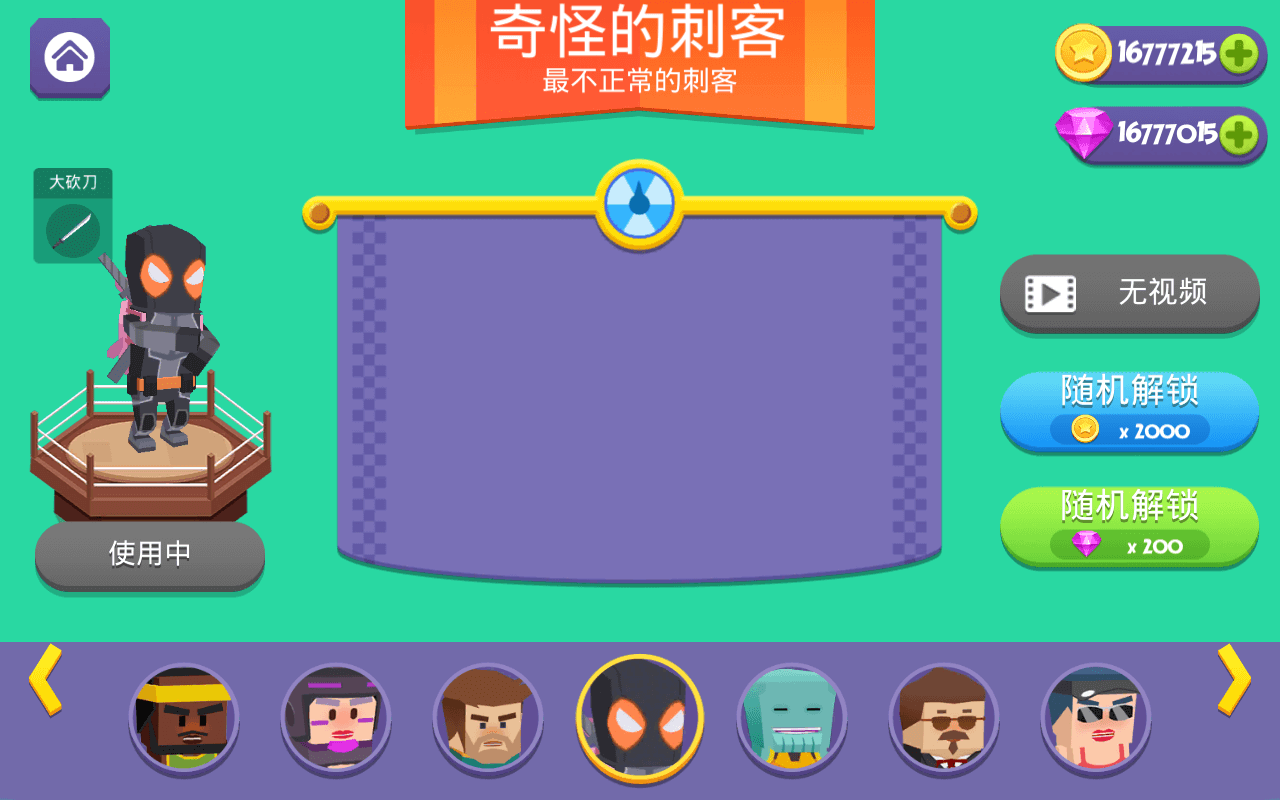 奇怪的刺客
最不正常的刺客
16777215
16777015
大砍刀
无视频
随机解锁
x 2000
随机解锁
x 200
使用中